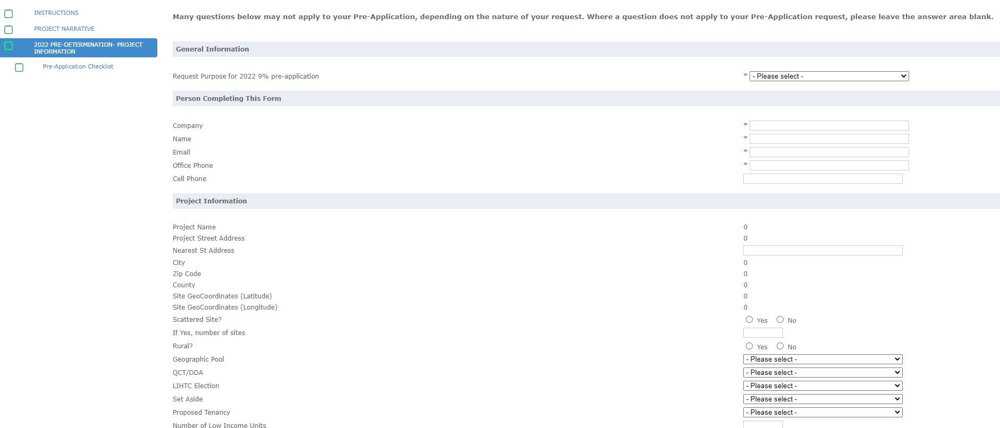 INSTRUCTIONS
PROJECT NARRATIVE
2022 PRE-DETERMINATION- PROJECT
INFORMATION
Pre-Application Checklist
Many questions below may not apply to your Pre-Application, depending on the nature of your request. Where a question does not apply to your Pre-Application request, please leave the answer area blank.
General Information
Request Purpose for 2022 9% pre-application * - Please select -
Person Completing This Form
Company *
Name *
Email *
Office Phone *
Cell Phone
Project Information
Project Name 0
Project Street Address 0
Nearest St Address
City 0
Zip Code 0
County 0
Site GeoCoordinates (Latitude) 0
Site GeoCoordinates (Longitude) 0
Scattered Site? Yes No
If Yes, number of sites
Rural? Yes No
Geographic Pool - Please select -
QCT/DDA - Please select -
LIHTC Election - Please select -
Set Aside - Please select -
Proposed Tenancy - Please select -
Number of Low Income Units